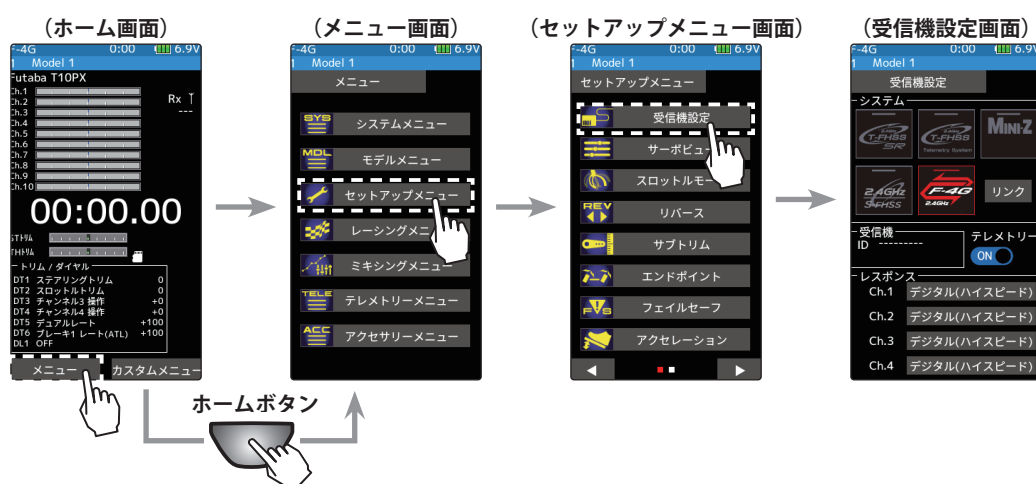 （ホーム画面）
F-4G 0:00 6.9V
1 Model 1
Futaba T10PX
Ch.1
Ch.2
Ch.3
Ch.4
Ch.5
Ch.6
Ch.7
Ch.8
Ch.9
Ch.10
Rx
---
00:00.00
STトリム 5
THトリム 5
トリム / ダイヤル
DT1 ステアリングトリム 0
DT2 スロットルトリム 0
DT3 チャンネル3 操作 +0
DT4 チャンネル4 操作 +0
DT5 デュアルレート +100
DT6 ブレーキ1 レート(ATL) +100
DL1 OFF
メニュー カスタムメニュー
ホームボタン
（メニュー画面）
F-4G 0:00 6.9V
1 Model 1
メニュー
SYS システムメニュー
MDL モデルメニュー
セットアップメニュー
レーシングメニ
ミキシングメニュー
TELE テレメトリーメニュー
ACC アクセサリーメニュー
（セットアップメニュー画面）
F-4G 0:00 6.9V
1 Model 1
セットアップメニュー
受信機設定
サーボビュ
スロットルモー
REV リバース
サブトリム
エンドポイント
F/S フェイルセーフ
アクセレーション
（受信機設定画面）
F-4G 0:00 6.9V
1 Model 1
受信機設定
システム
T-FHSS SR
T-FHSS Telemetry System
MINI-Z
2.4GHz S-FHSS
F-4G 2.4GHz
リンク
受信機
ID ---------
テレメトリー
ON
レスポンス
Ch.1 デジタル(ハイスピード)
Ch.2 デジタル(ハイスピード)
Ch.3 デジタル(ハイスピード)
Ch.4 デジタル(ハイスピード)